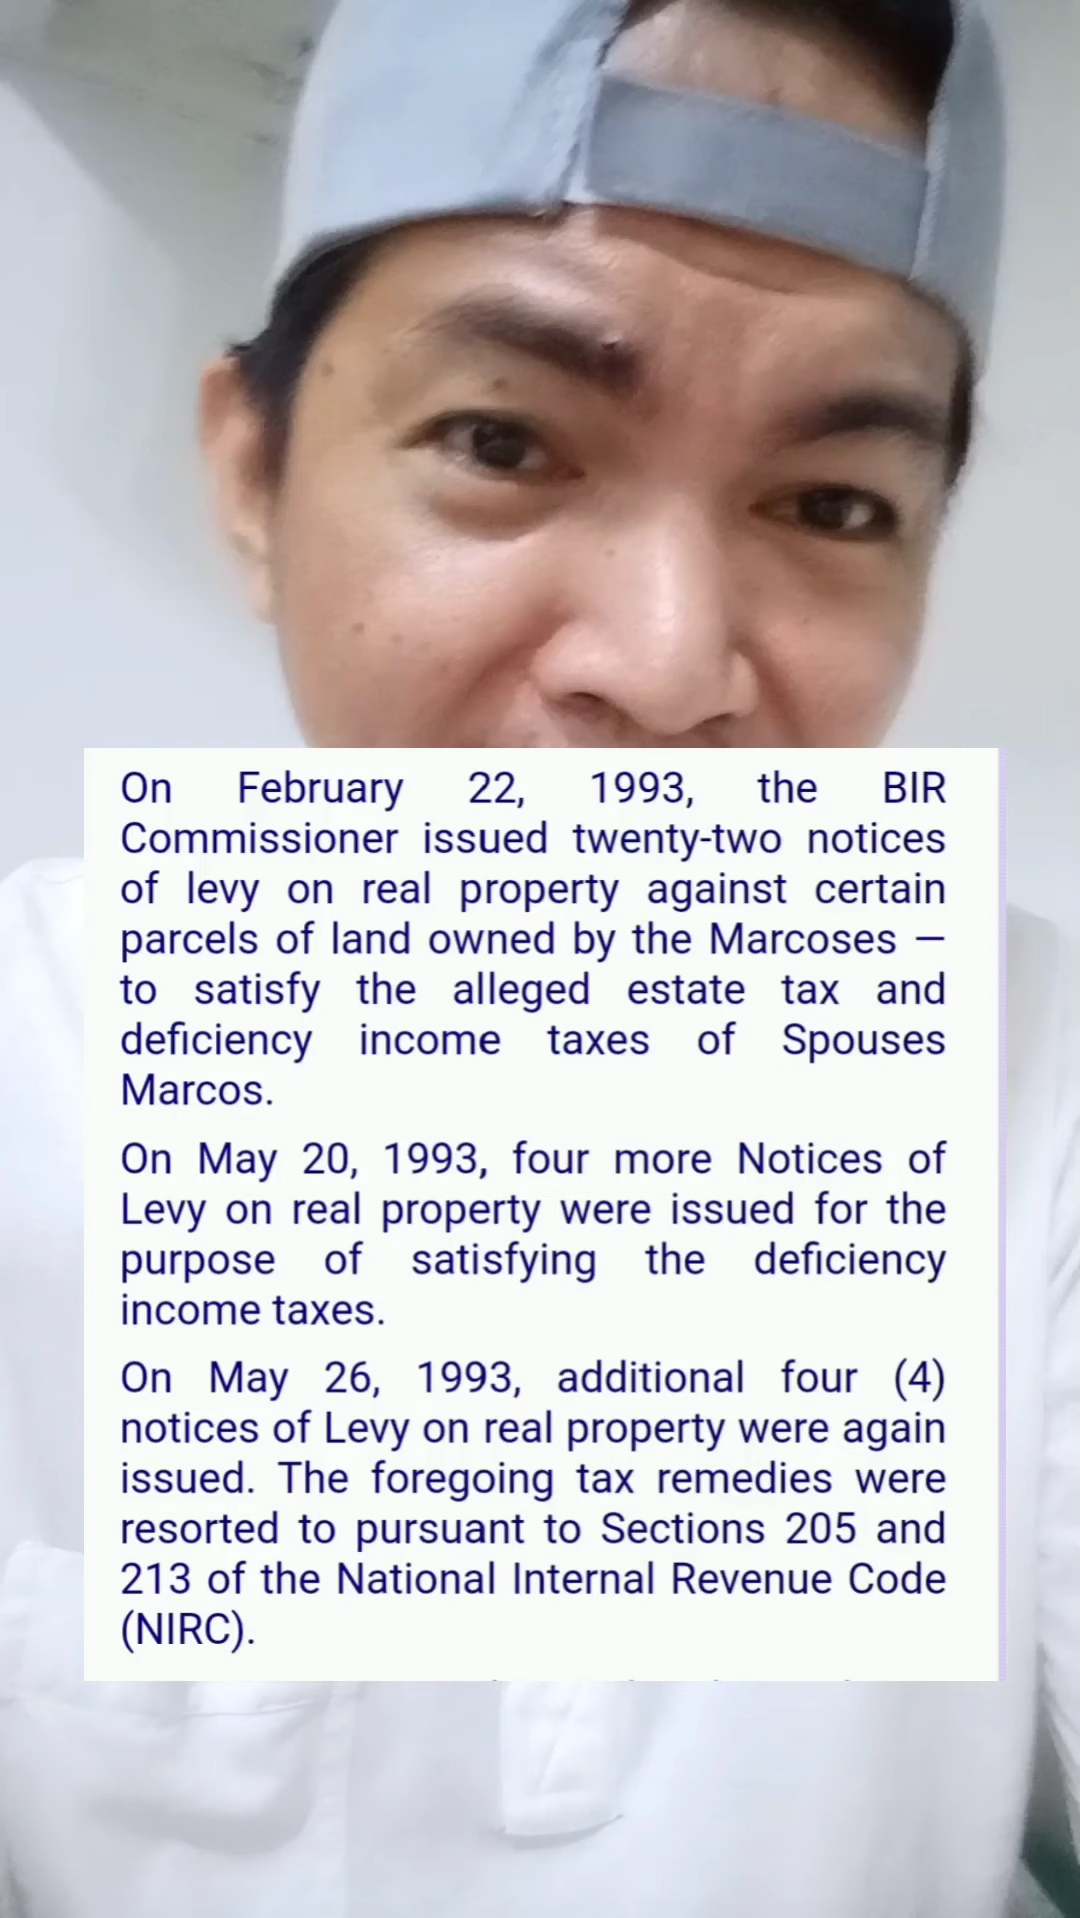 On February 22, 1993, the BIR
Commissioner issued twenty-two notices
of levy on real property against certain
parcels of land owned by the Marcoses —
to satisfy the alleged estate tax and
deficiency income taxes of Spouses
Marcos.
On May 20, 1993, four more Notices of
Levy on real property were issued for the
purpose of satisfying the deficiency
income taxes.
On May 26, 1993, additional four (4)
notices of Levy on real property were again
issued. The foregoing tax remedies were
resorted to pursuant to Sections 205 and
213 of the National Internal Revenue Code
(NIRC).